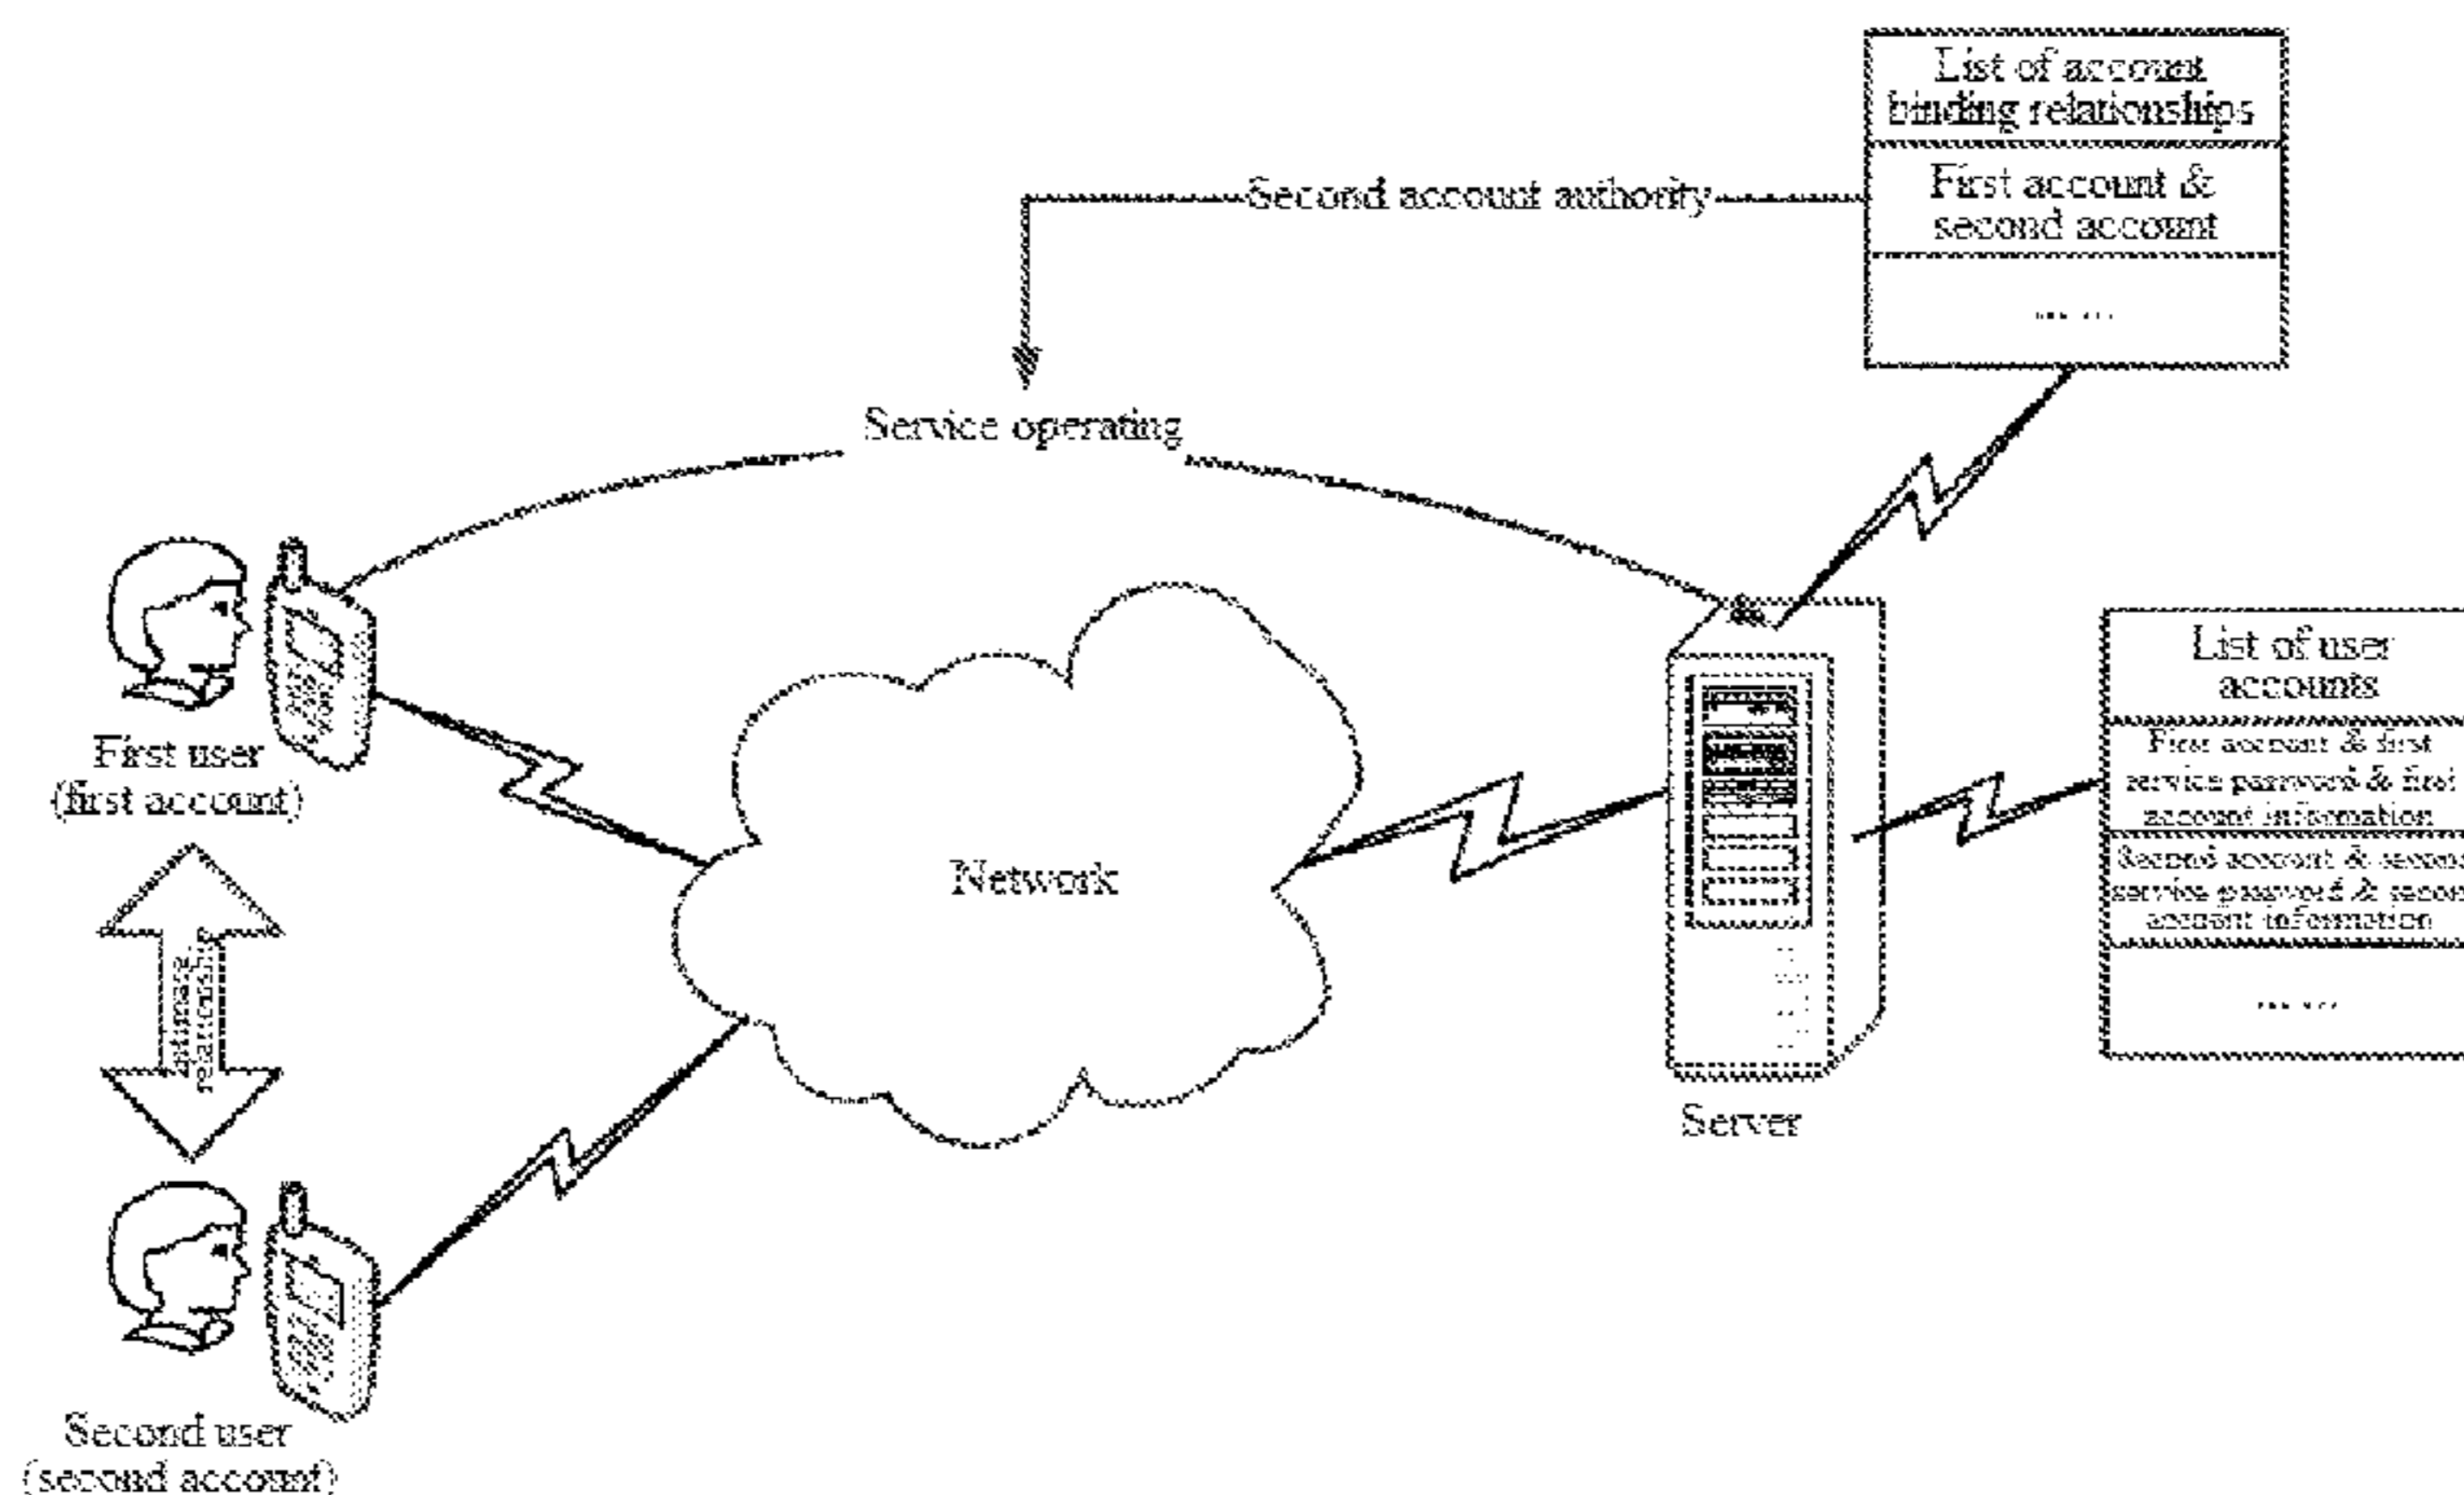 List of account
binding relationships
First account &
second account
......
Second account authority
Service operating
First user
(first account)
Intimate
relationship
Second user
(second account)
Network
Server
List of user
accounts
First account & first
service password & first
account information
Second account & secon
service password & secon
account information
......